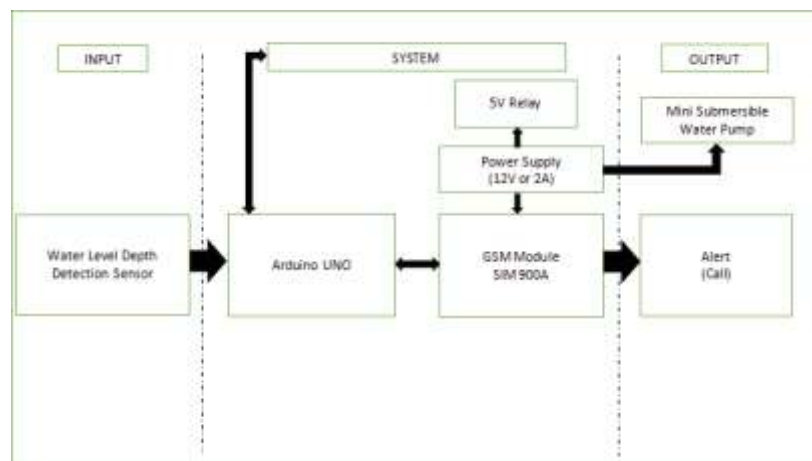 INPUT
SYSTEM
OUTPUT
5V Relay
Mini Submersible
Water Pump
Power Supply
(12V or 2A)
Water Level Depth
Detection Sensor
Arduino UNO
GSM Module
SIM 900A
Alert
(Call)